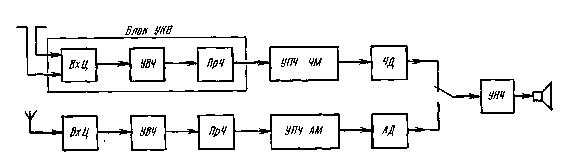 Блок УКВ
ВхЦ УВЧ ПрЧ УПЧ ЧМ ЧД
УНЧ
ВхЦ УВЧ ПрЧ УПЧ АМ АД